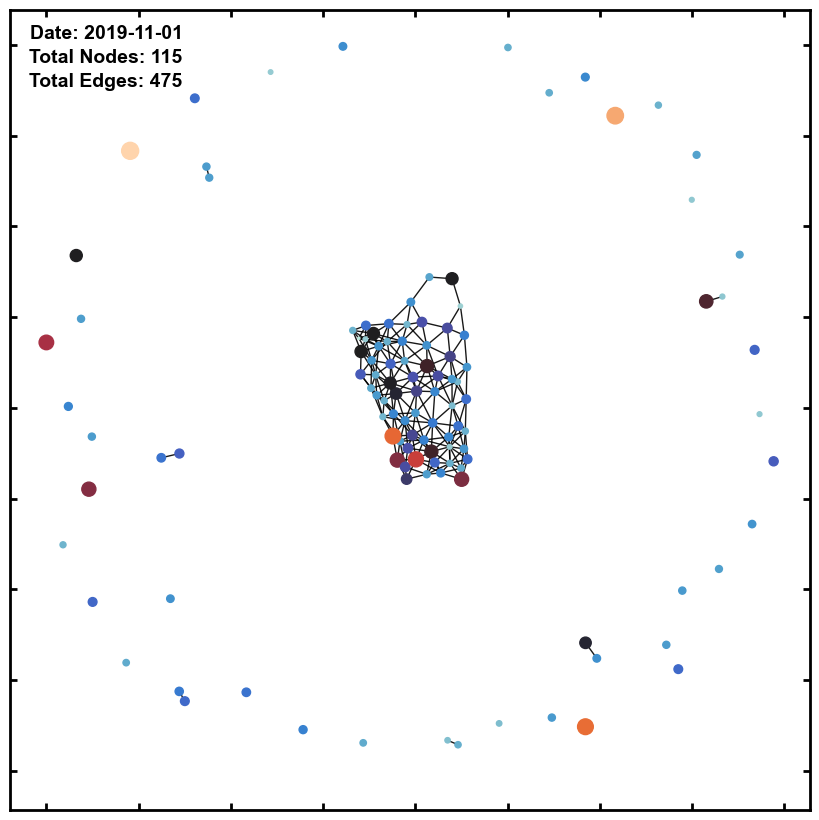 Date: 2019-11-01
Total Nodes: 115
Total Edges: 475